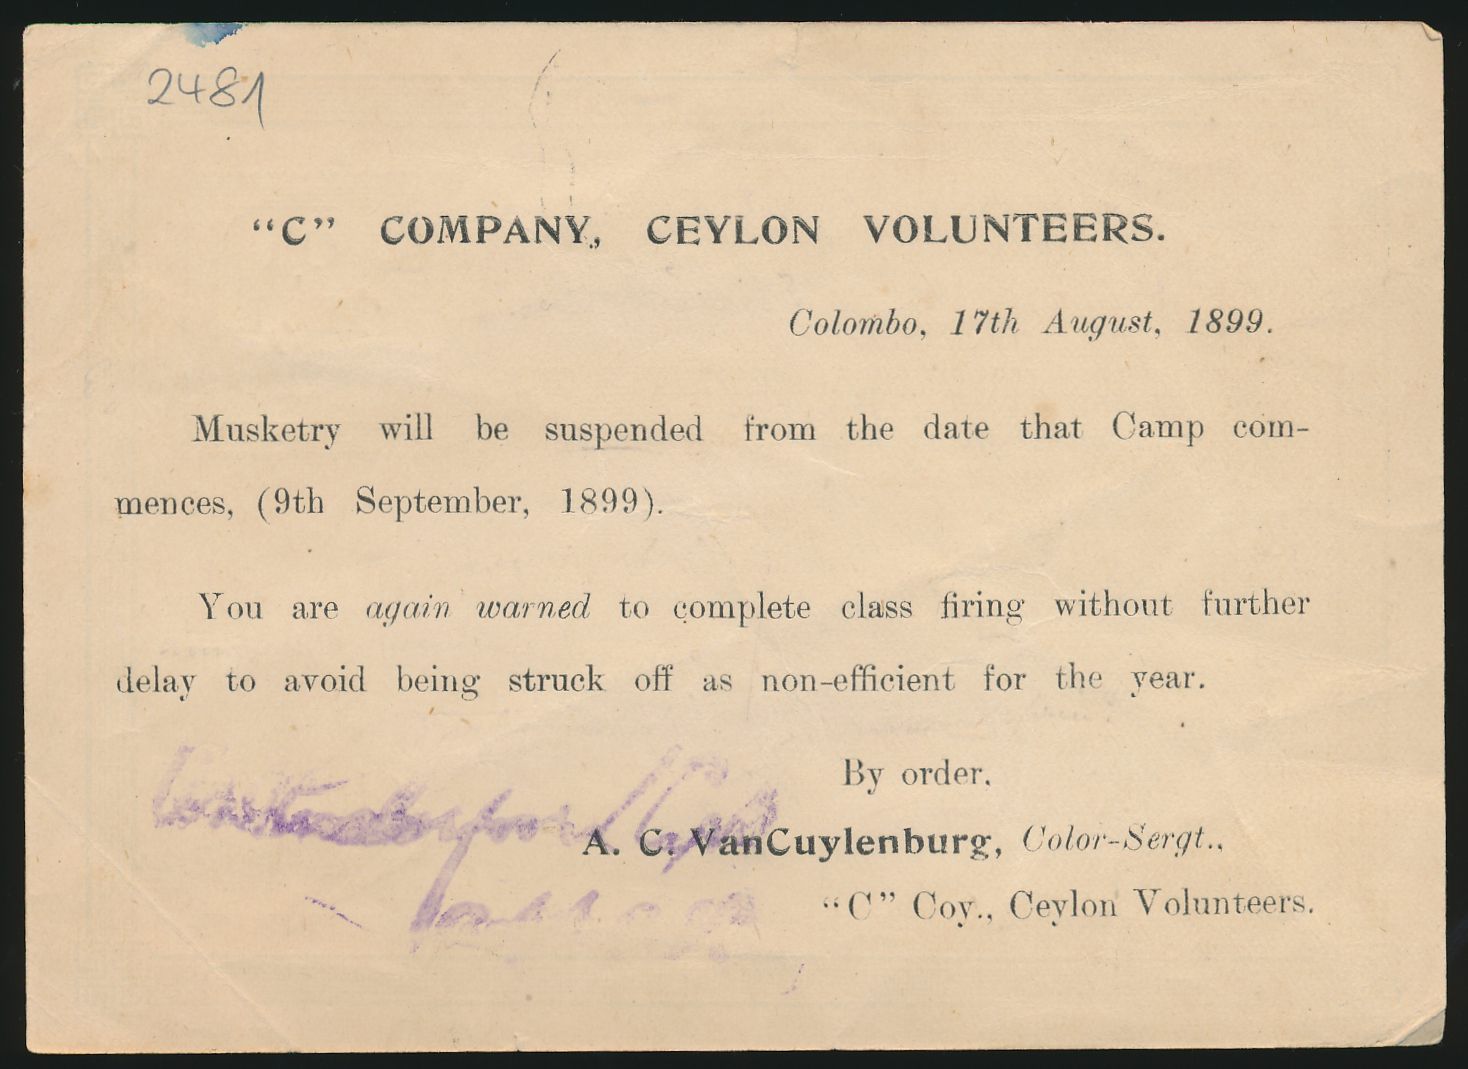 2481
“C” COMPANY, CEYLON VOLUNTEERS.
Colombo, 17th August, 1899.
Musketry will be suspended from the date that Camp com-
mences, (9th September, 1899).
You are again warned to complete class firing without further
delay to avoid being struck off as non-efficient for the year.
By order.
A. C. VanCuylenburg, Color-Sergt.,
“C” Coy., Ceylon Volunteers.